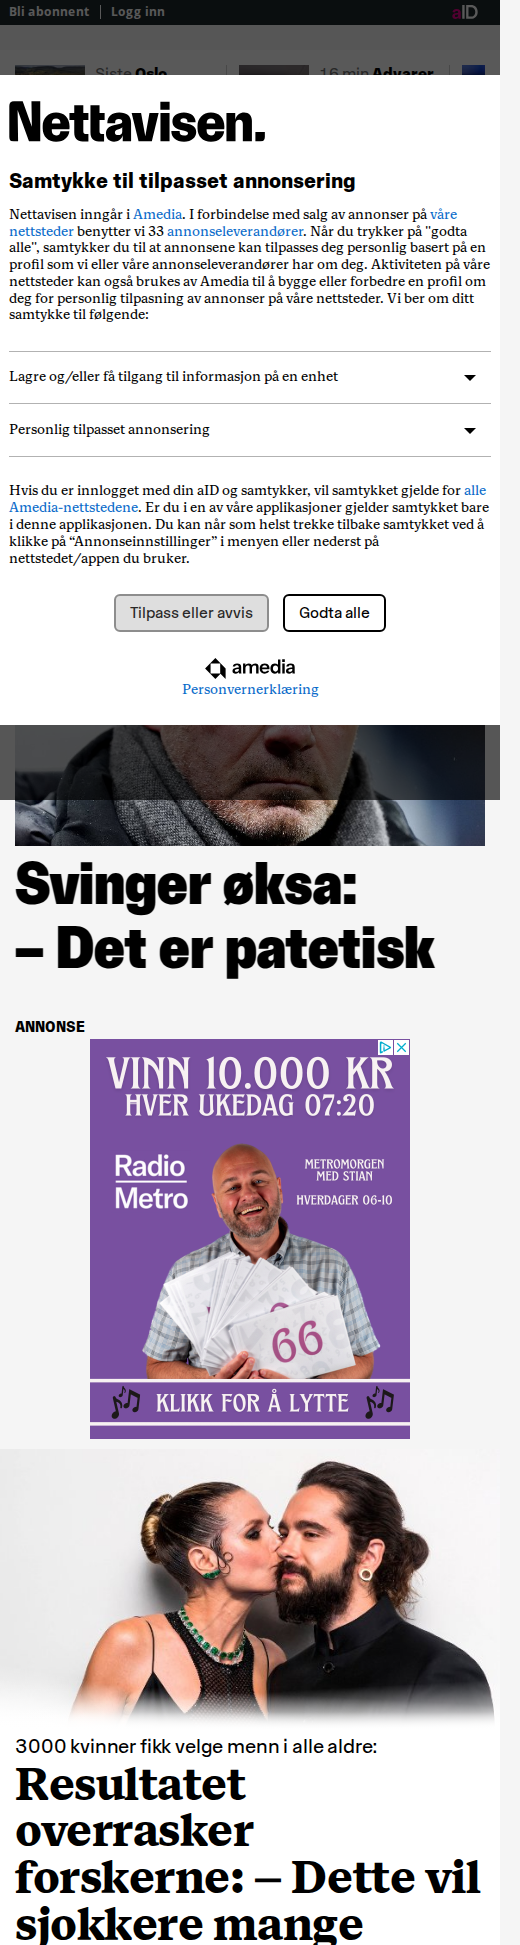 Bli abonnent | Logg inn
aID
Siste Oslo
16 min Advarer
Nettavisen.
Samtykke til tilpasset annonsering
Nettavisen inngår i Amedia. I forbindelse med salg av annonser på våre
nettsteder benytter vi 33 annonseleverandører. Når du trykker på "godta
alle", samtykker du til at annonsene kan tilpasses deg personlig basert på en
profil som vi eller våre annonseleverandører har om deg. Aktiviteten på våre
nettsteder kan også brukes av Amedia til å bygge eller forbedre en profil om
deg for personlig tilpasning av annonser på våre nettsteder. Vi ber om ditt
samtykke til følgende:
Lagre og/eller få tilgang til informasjon på en enhet
Personlig tilpasset annonsering
Hvis du er innlogget med din aID og samtykker, vil samtykket gjelde for alle
Amedia-nettstedene. Er du i en av våre applikasjoner gjelder samtykket bare
i denne applikasjonen. Du kan når som helst trekke tilbake samtykket ved å
klikke på “Annonseinnstillinger” i menyen eller nederst på
nettstedet/appen du bruker.
Tilpass eller avvis
Godta alle
amedia
Personvernerklæring
Svinger øksa:
– Det er patetisk
ANNONSE
VINN 10.000 KR
HVER UKEDAG 07:20
Radio
Metro
METROMORGEN
MED STIAN
HVERDAGER 06-10
66
KLIKK FOR Å LYTTE
3000 kvinner fikk velge menn i alle aldre:
Resultatet
overrasker
forskerne: – Dette vil
sjokkere mange